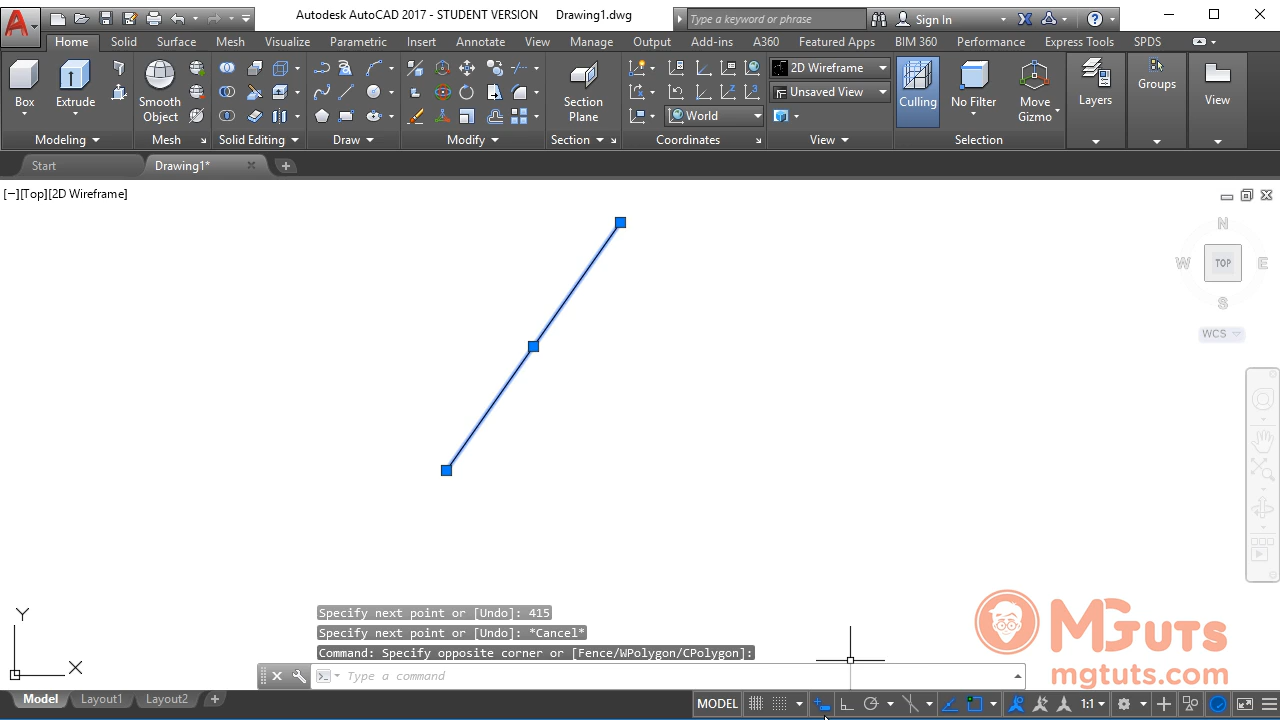 Autodesk AutoCAD 2017 - STUDENT VERSION Drawing1.dwg
Type a keyword or phrase
Sign In
Home Solid Surface Mesh Visualize Parametric Insert Annotate View Manage Output Add-ins A360 Featured Apps BIM 360 Performance Express Tools SPDS
Box
Extrude
Smooth
Object
Section
Plane
World
2D Wireframe
Unsaved View
Culling
No Filter
Move
Gizmo
Layers
Groups
View
Modeling Mesh Solid Editing Draw Modify Section Coordinates View Selection
Start Drawing1*
[−][Top][2D Wireframe]
N
W TOP E
S
WCS
Y
X
Specify next point or [Undo]: 415
Specify next point or [Undo]: *Cancel*
Command: Specify opposite corner or [Fence/WPolygon/CPolygon]:
Type a command
MGUTS
mgtuts.com
Model Layout1 Layout2
MODEL 1:1